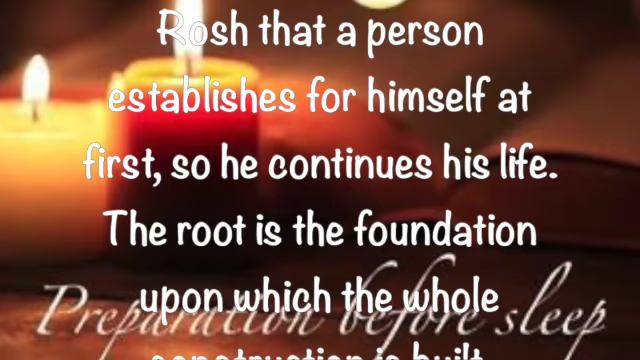 Rosh that a person
establishes for himself at
first, so he continues his life.
The root is the foundation
upon which the whole
Preparation before sleep
construction is built